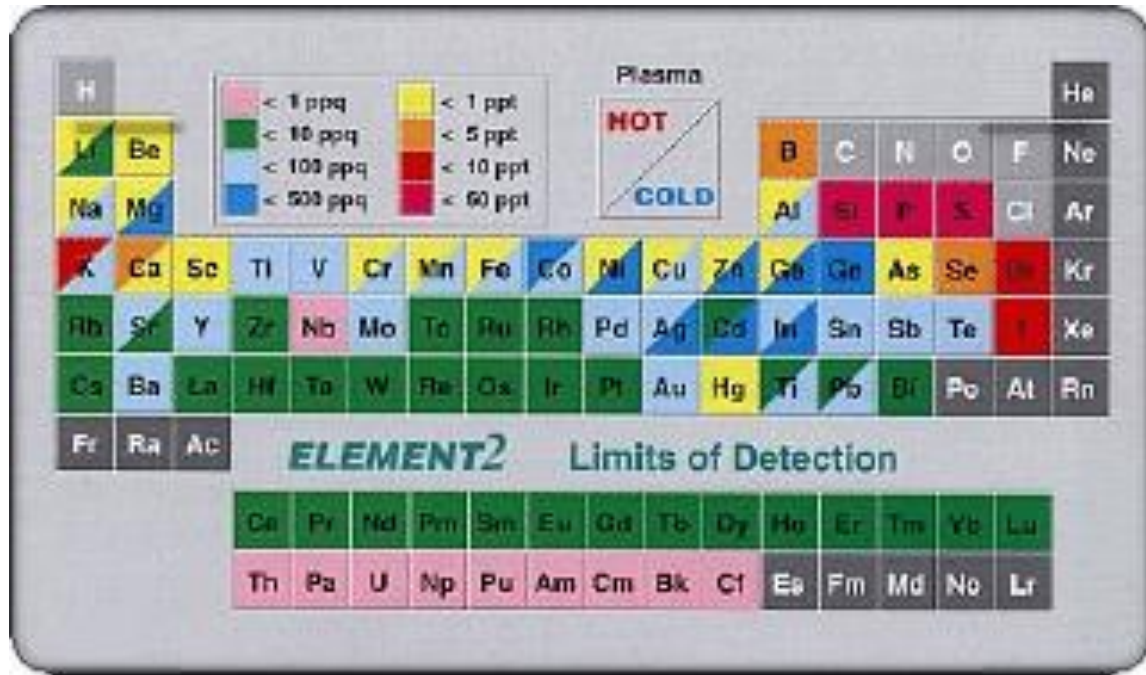 Plasma
H He
< 1 ppq < 1 ppt
HOT
< 10 ppq < 5 ppt
Li Be B C N O F Ne
< 100 ppq < 10 ppt
< 500 ppq < 50 ppt
COLD
Na Mg Al Si P S Cl Ar
K Ca Sc Ti V Cr Mn Fe Co Ni Cu Zn Ga Ge As Se Br Kr
Rb Sr Y Zr Nb Mo Tc Ru Rh Pd Ag Cd In Sn Sb Te I Xe
Cs Ba La Hf Ta W Re Os Ir Pt Au Hg Tl Pb Bi Po At Rn
Fr Ra Ac
ELEMENT2 Limits of Detection
Ce Pr Nd Pm Sm Eu Gd Tb Dy Ho Er Tm Yb Lu
Th Pa U Np Pu Am Cm Bk Cf Es Fm Md No Lr